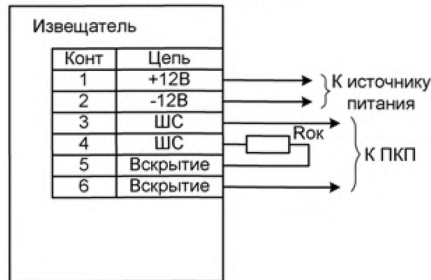 Извещатель
Конт Цепь
1 +12В
2 -12В
3 ШС
4 ШС
5 Вскрытие
6 Вскрытие
К источнику
питания
Rок
К ПКП